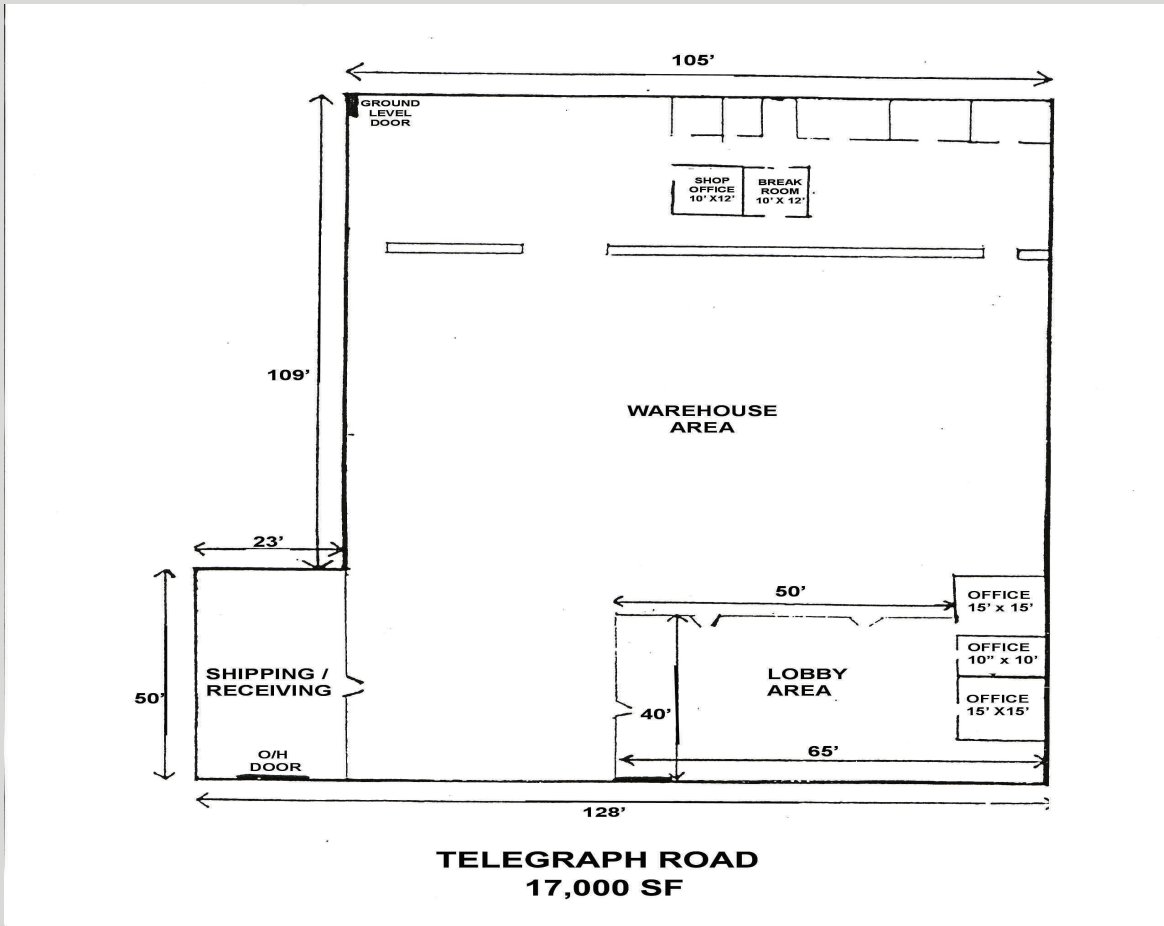 105'
GROUND
LEVEL
DOOR
SHOP
OFFICE
10' X12'
BREAK
ROOM
10' X 12'
109'
WAREHOUSE
AREA
23'
50'
OFFICE
15' x 15'
OFFICE
10" x 10'
SHIPPING /
RECEIVING
LOBBY
AREA
50'
OFFICE
15' X15'
40'
65'
O/H
DOOR
128'
TELEGRAPH ROAD
17,000 SF